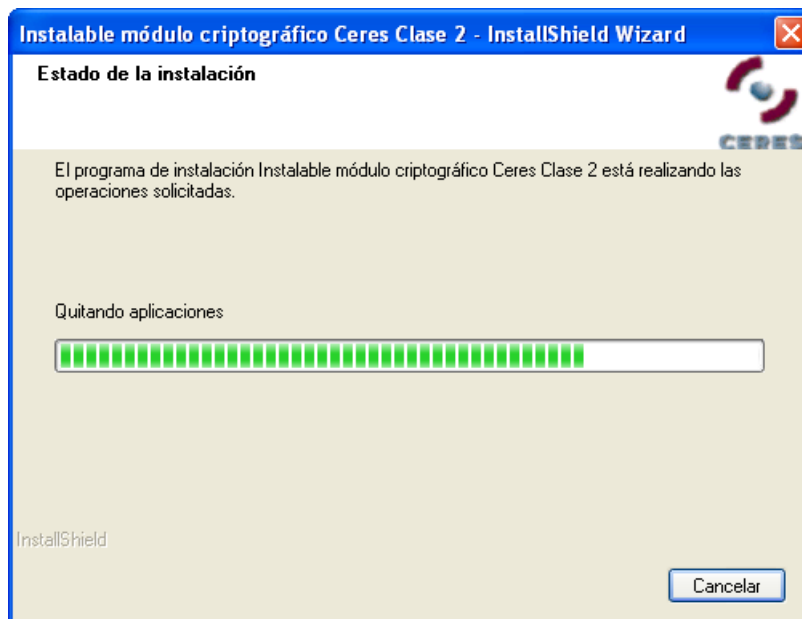 Instalable módulo criptográfico Ceres Clase 2 - InstallShield Wizard
Estado de la instalación
CERES
El programa de instalación Instalable módulo criptográfico Ceres Clase 2 está realizando las
operaciones solicitadas.
Quitando aplicaciones
InstallShield
Cancelar